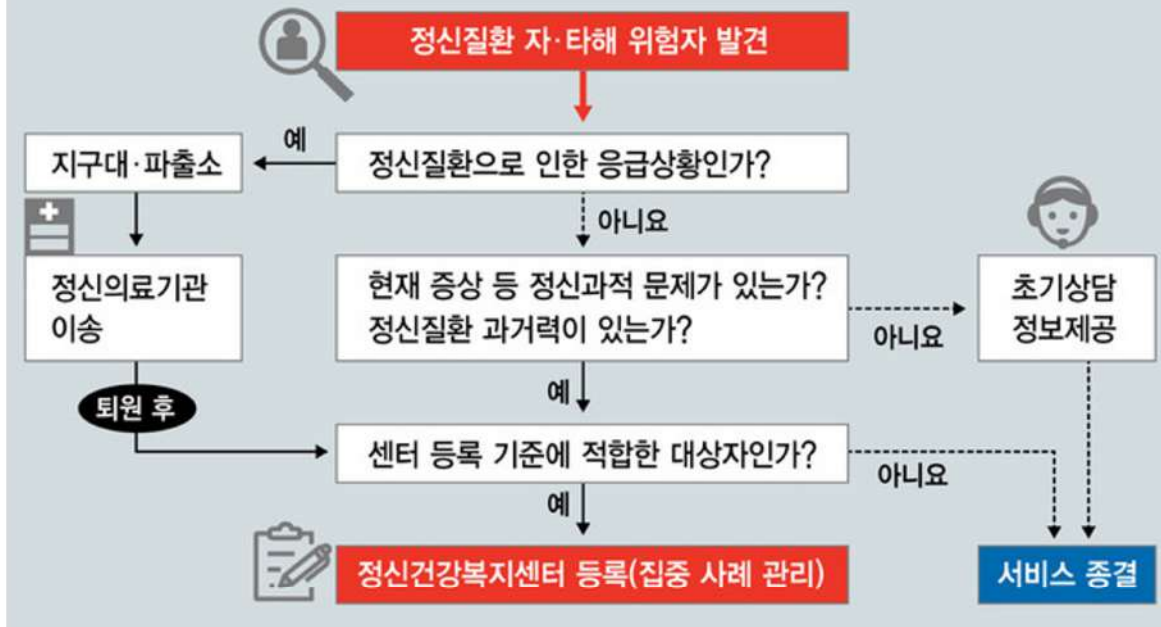 정신질환 자·타해 위험자 발견
예
지구대·파출소
정신질환으로 인한 응급상황인가?
아니요
정신의료기관
이송
현재 증상 등 정신과적 문제가 있는가?
정신질환 과거력이 있는가?
아니요
초기상담
정보제공
예
퇴원 후
센터 등록 기준에 적합한 대상자인가?
아니요
예
정신건강복지센터 등록(집중 사례 관리)
서비스 종결